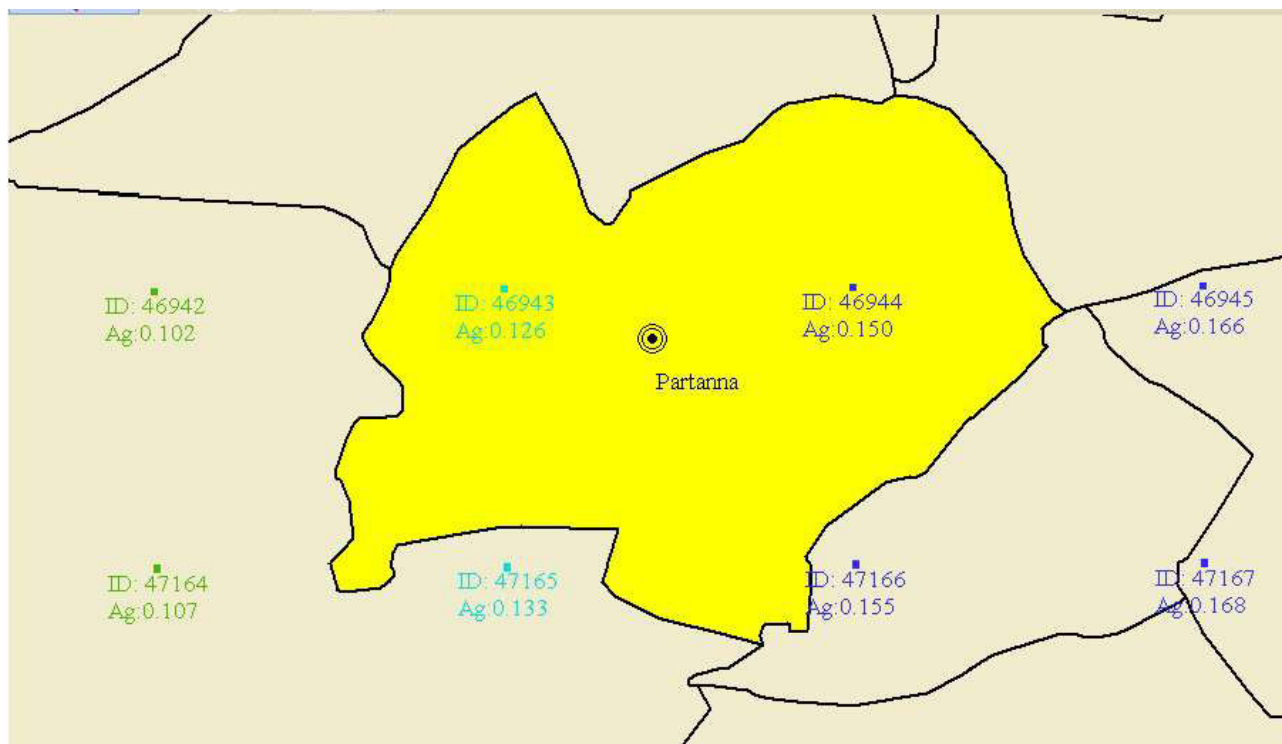 ID: 46942
Ag:0.102
ID: 46943
Ag:0.126
ID: 46944
Ag:0.150
ID: 46945
Ag:0.166
Partanna
ID: 47164
Ag:0.107
ID: 47165
Ag:0.133
ID: 47166
Ag:0.155
ID: 47167
Ag:0.168